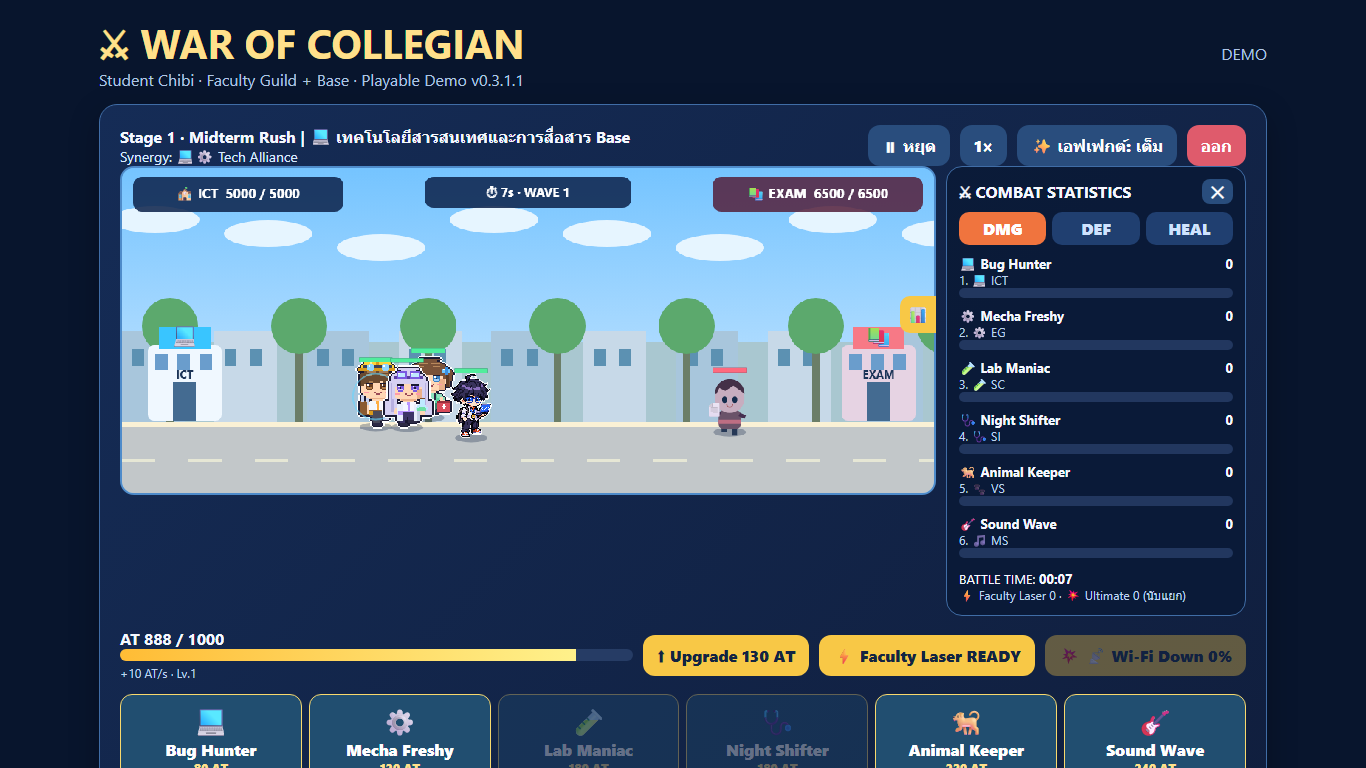 ⚔ WAR OF COLLEGIAN
Student Chibi · Faculty Guild + Base · Playable Demo v0.3.1.1
DEMO
Stage 1 · Midterm Rush | 💻 เทคโนโลยีสารสนเทศและการสื่อสาร Base
Synergy: 💻 ⚙️ Tech Alliance
⏸ หยุด
1×
✨ เอฟเฟกต์: เต็ม
ออก
ICT 5000 / 5000
⏱ 7s · WAVE 1
EXAM 6500 / 6500
ICT
EXAM
⚔ COMBAT STATISTICS
✕
DMG
DEF
HEAL
Bug Hunter 0
1. 💻 ICT
Mecha Freshy 0
2. ⚙️ EG
Lab Maniac 0
3. 🧪 SC
Night Shifter 0
4. 🩺 SI
Animal Keeper 0
5. 🐾 VS
Sound Wave 0
6. 🎵 MS
BATTLE TIME: 00:07
⚡ Faculty Laser 0 · 💥 Ultimate 0 (นับแยก)
AT 888 / 1000
+10 AT/s · Lv.1
⬆ Upgrade 130 AT
⚡ Faculty Laser READY
Wi-Fi Down 0%
Bug Hunter
Mecha Freshy
Lab Maniac
Night Shifter
Animal Keeper
Sound Wave